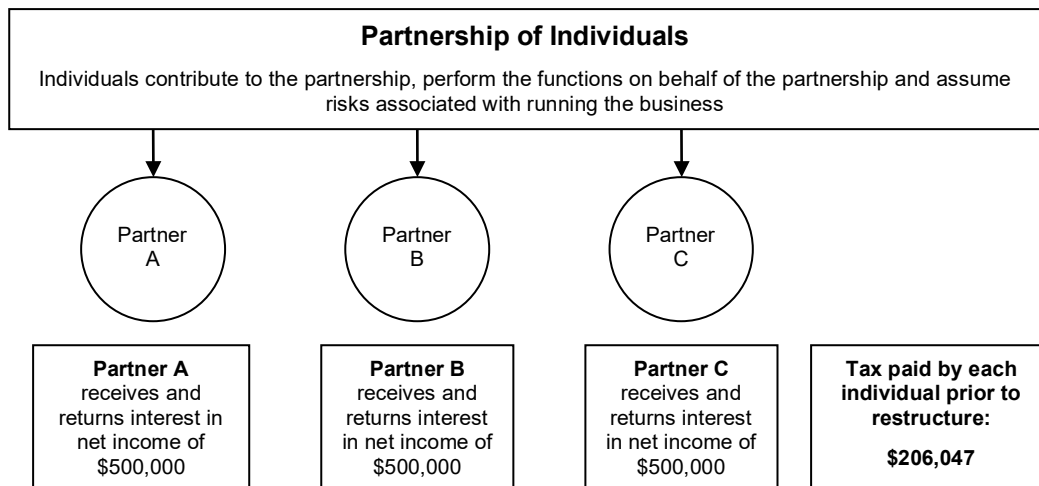 Partnership of Individuals
Individuals contribute to the partnership, perform the functions on behalf of the partnership and assume
risks associated with running the business
Partner
A
Partner
B
Partner
C
Partner A
receives and
returns interest in
net income of
$500,000
Partner B
receives and
returns interest
in net income of
$500,000
Partner C
receives and
returns interest
in net income of
$500,000
Tax paid by each
individual prior to
restructure:
$206,047